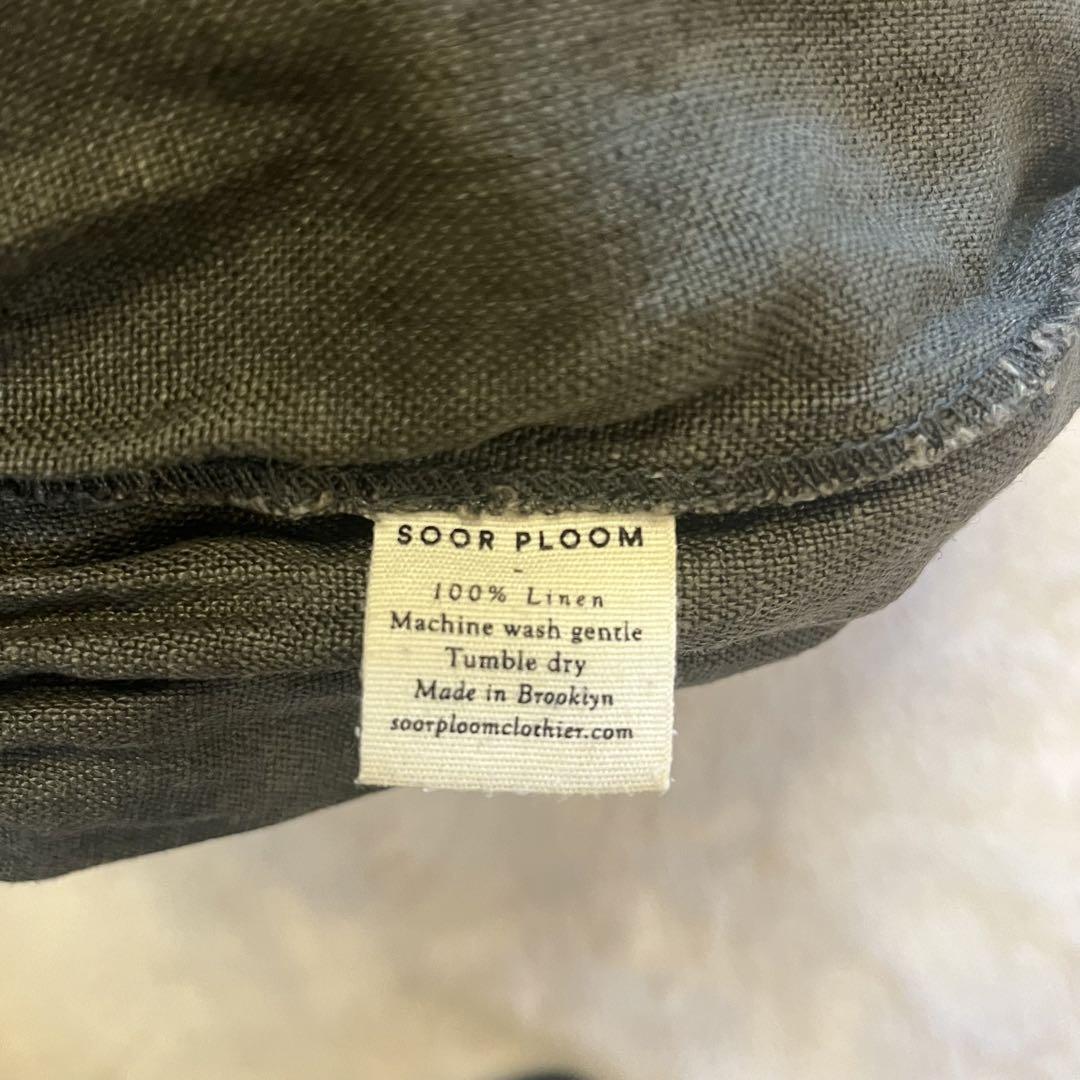 SOOR PLOOM
-
100% Linen
Machine wash gentle
Tumble dry
Made in Brooklyn
soorploomclothier.com